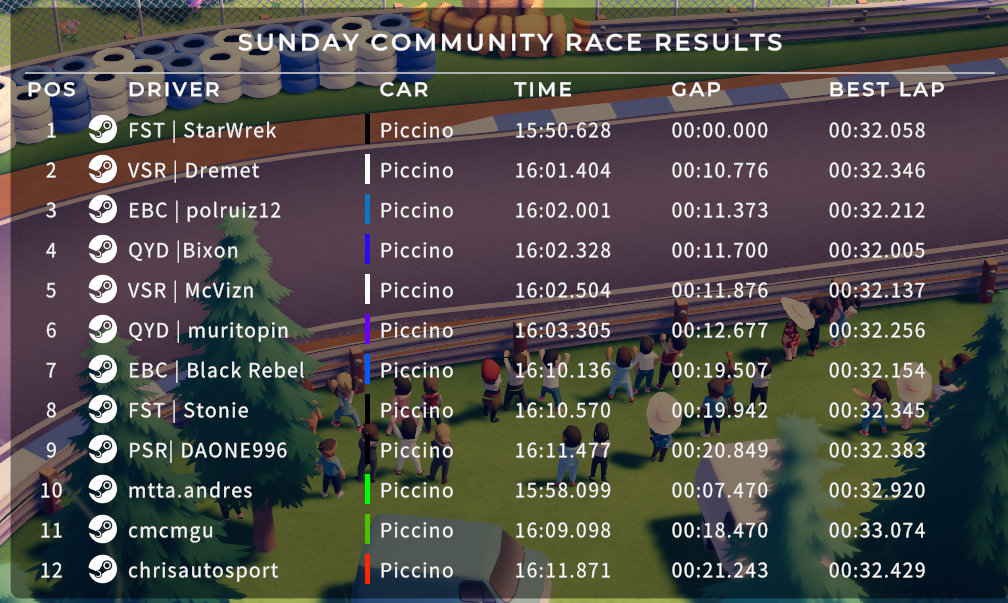 SUNDAY COMMUNITY RACE RESULTS
POS DRIVER CAR TIME GAP BEST LAP
1 FST | StarWrek Piccino 15:50.628 00:00.000 00:32.058
2 VSR | Dremet Piccino 16:01.404 00:10.776 00:32.346
3 EBC | polruiz12 Piccino 16:02.001 00:11.373 00:32.212
4 QYD |Bixon Piccino 16:02.328 00:11.700 00:32.005
5 VSR | McVizn Piccino 16:02.504 00:11.876 00:32.137
6 QYD | muritopin Piccino 16:03.305 00:12.677 00:32.256
7 EBC | Black Rebel Piccino 16:10.136 00:19.507 00:32.154
8 FST | Stonie Piccino 16:10.570 00:19.942 00:32.345
9 PSR| DAONE996 Piccino 16:11.477 00:20.849 00:32.383
10 mtta.andres Piccino 15:58.099 00:07.470 00:32.920
11 cmcmgu Piccino 16:09.098 00:18.470 00:33.074
12 chrisautosport Piccino 16:11.871 00:21.243 00:32.429